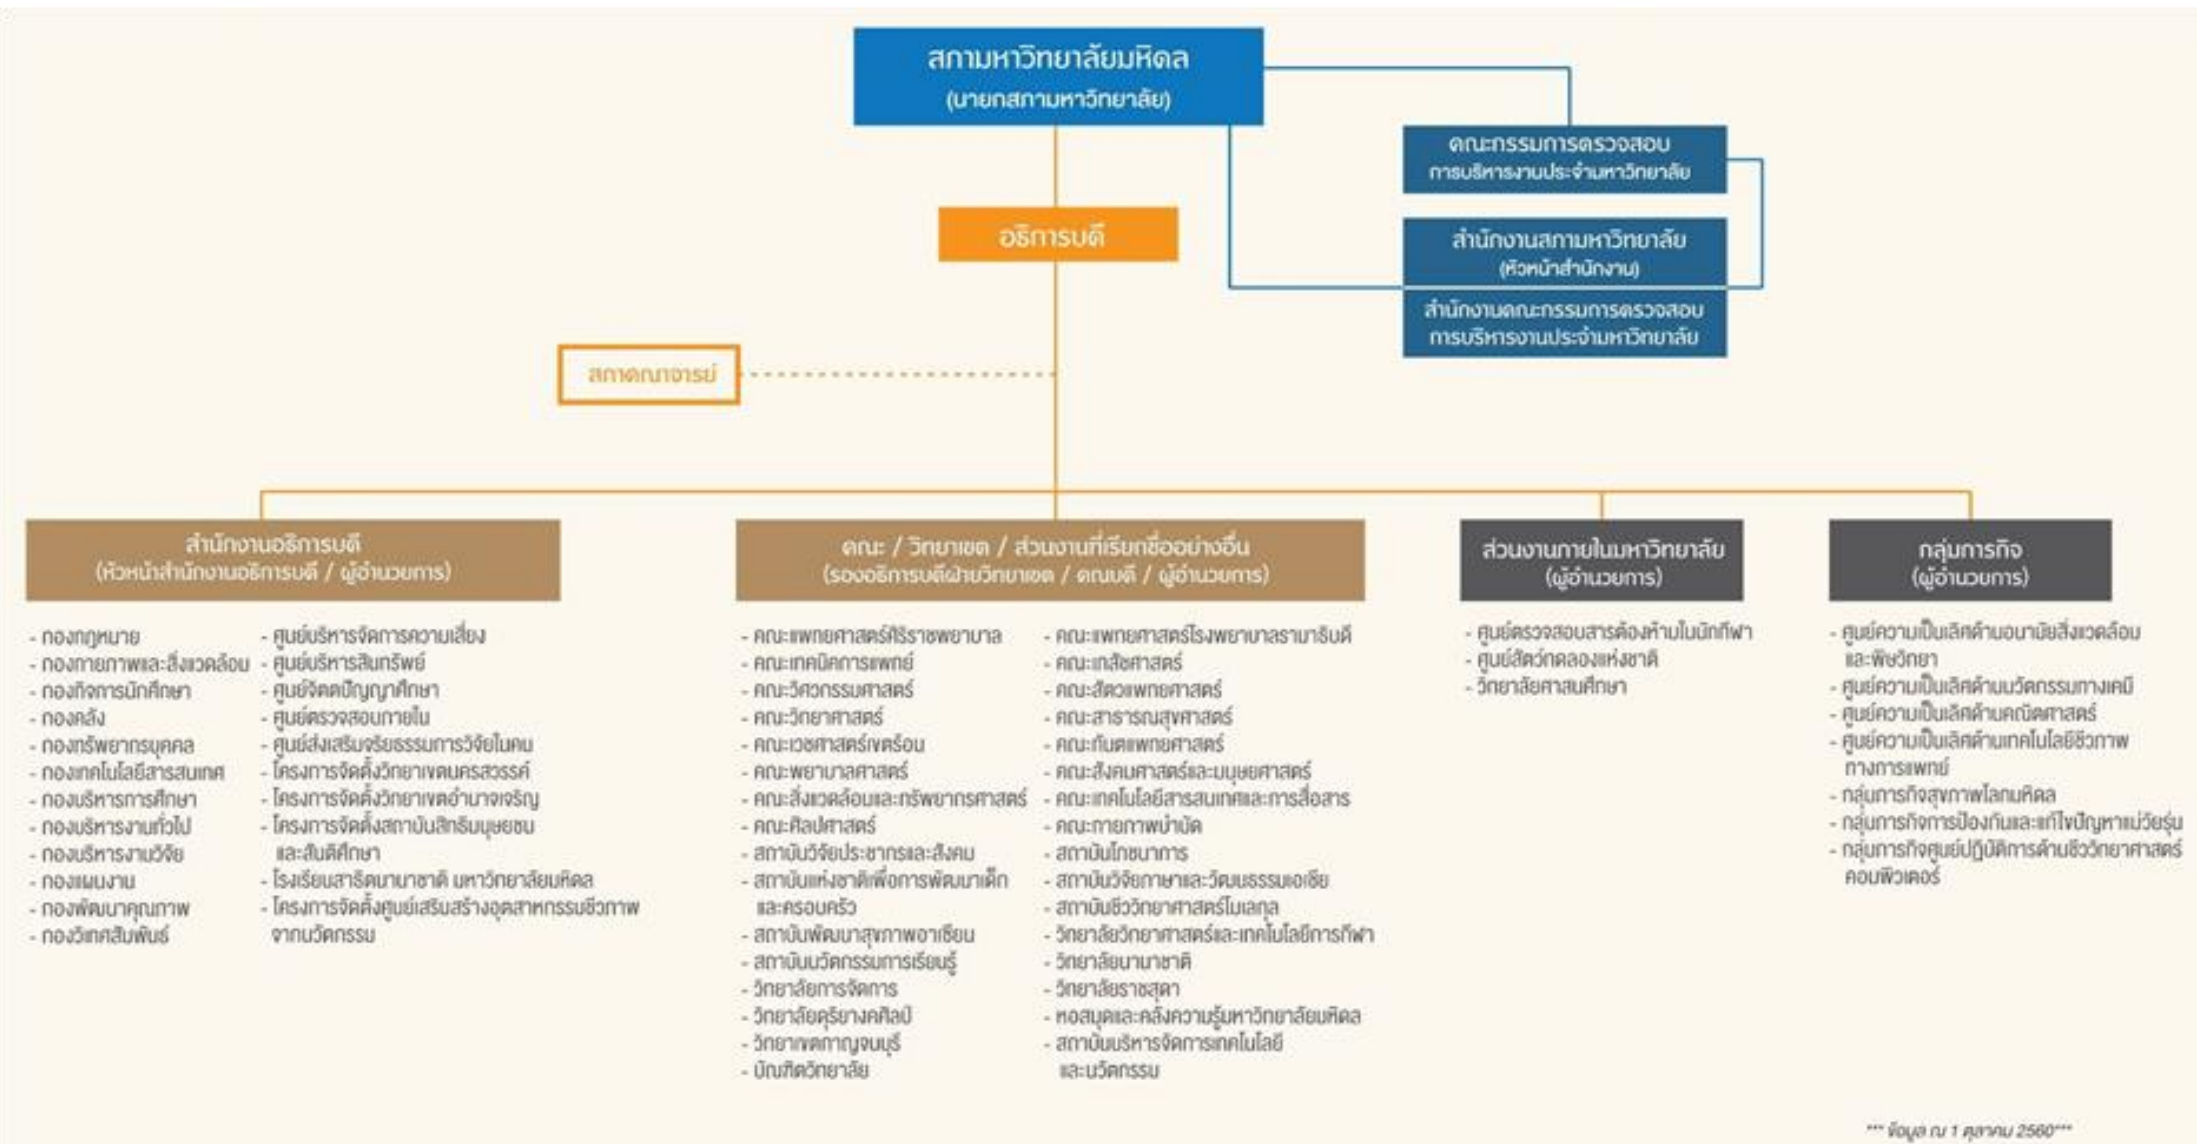 สภามหาวิทยาลัยมหิดล
(นายกสภามหาวิทยาลัย)
คณะกรรมการตรวจสอบ
การบริหารงานประจำมหาวิทยาลัย
อธิการบดี
สำนักงานสภามหาวิทยาลัย
(หัวหน้าสำนักงาน)
สำนักงานคณะกรรมการตรวจสอบ
การบริหารงานประจำมหาวิทยาลัย
สภาคณาจารย์
สำนักงานอธิการบดี
(หัวหน้าสำนักงานอธิการบดี / ผู้อำนวยการ)
- กองกฎหมาย
- กองกายภาพและสิ่งแวดล้อม
- กองกิจการนักศึกษา
- กองคลัง
- กองทรัพยากรบุคคล
- กองเทคโนโลยีสารสนเทศ
- กองบริหารการศึกษา
- กองบริหารงานทั่วไป
- กองบริหารงานวิจัย
- กองแผนงาน
- กองพัฒนาคุณภาพ
- กองวิเทศสัมพันธ์
- ศูนย์บริหารจัดการความเสี่ยง
- ศูนย์บริหารสินทรัพย์
- ศูนย์จิตตปัญญาศึกษา
- ศูนย์ตรวจสอบภายใน
- ศูนย์ส่งเสริมจริยธรรมการวิจัยในคน
- โครงการจัดตั้งวิทยาเขตนครสวรรค์
- โครงการจัดตั้งวิทยาเขตอำนาจเจริญ
- โครงการจัดตั้งสถาบันสิทธิมนุษยชน
และสันติศึกษา
- โรงเรียนสาธิตนานาชาติ มหาวิทยาลัยมหิดล
- โครงการจัดตั้งศูนย์เสริมสร้างอุตสาหกรรมชีวภาพ
จากนวัตกรรม
คณะ / วิทยาเขต / ส่วนงานที่เรียกชื่ออย่างอื่น
(รองอธิการบดีฝ่ายวิทยาเขต / คณบดี / ผู้อำนวยการ)
- คณะแพทยศาสตร์ศิริราชพยาบาล
- คณะเทคนิคการแพทย์
- คณะวิศวกรรมศาสตร์
- คณะวิทยาศาสตร์
- คณะเวชศาสตร์เขตร้อน
- คณะพยาบาลศาสตร์
- คณะสิ่งแวดล้อมและทรัพยากรศาสตร์
- คณะศิลปศาสตร์
- สถาบันวิจัยประชากรและสังคม
- สถาบันแห่งชาติเพื่อการพัฒนาเด็ก
และครอบครัว
- สถาบันพัฒนาสุขภาพอาเซียน
- สถาบันนวัตกรรมการเรียนรู้
- วิทยาลัยการจัดการ
- วิทยาลัยดุริยางคศิลป์
- วิทยาเขตกาญจนบุรี
- บัณฑิตวิทยาลัย
- คณะแพทยศาสตร์โรงพยาบาลรามาธิบดี
- คณะเภสัชศาสตร์
- คณะสัตวแพทยศาสตร์
- คณะสาธารณสุขศาสตร์
- คณะทันตแพทยศาสตร์
- คณะสังคมศาสตร์และมนุษยศาสตร์
- คณะเทคโนโลยีสารสนเทศและการสื่อสาร
- คณะกายภาพบำบัด
- สถาบันโภชนาการ
- สถาบันวิจัยภาษาและวัฒนธรรมเอเชีย
- สถาบันชีววิทยาศาสตร์โมเลกุล
- วิทยาลัยวิทยาศาสตร์และเทคโนโลยีการกีฬา
- วิทยาลัยนานาชาติ
- วิทยาลัยราชสุดา
- หอสมุดและคลังความรู้มหาวิทยาลัยมหิดล
- สถาบันบริหารจัดการเทคโนโลยี
และนวัตกรรม
ส่วนงานภายในมหาวิทยาลัย
(ผู้อำนวยการ)
- ศูนย์ตรวจสอบสารต้องห้ามในนักกีฬา
- ศูนย์สัตว์ทดลองแห่งชาติ
- วิทยาลัยศาสนศึกษา
กลุ่มภารกิจ
(ผู้อำนวยการ)
- ศูนย์ความเป็นเลิศด้านอนามัยสิ่งแวดล้อม
และพิษวิทยา
- ศูนย์ความเป็นเลิศด้านนวัตกรรมทางเคมี
- ศูนย์ความเป็นเลิศด้านคณิตศาสตร์
- ศูนย์ความเป็นเลิศด้านเทคโนโลยีชีวภาพ
ทางการแพทย์
- กลุ่มภารกิจสุขภาพโลกมหิดล
- กลุ่มภารกิจการป้องกันและแก้ไขปัญหาแม่วัยรุ่น
- กลุ่มภารกิจศูนย์ปฏิบัติการด้านชีววิทยาศาสตร์
คอมพิวเตอร์
*** ข้อมูล ณ 1 ตุลาคม 2560***